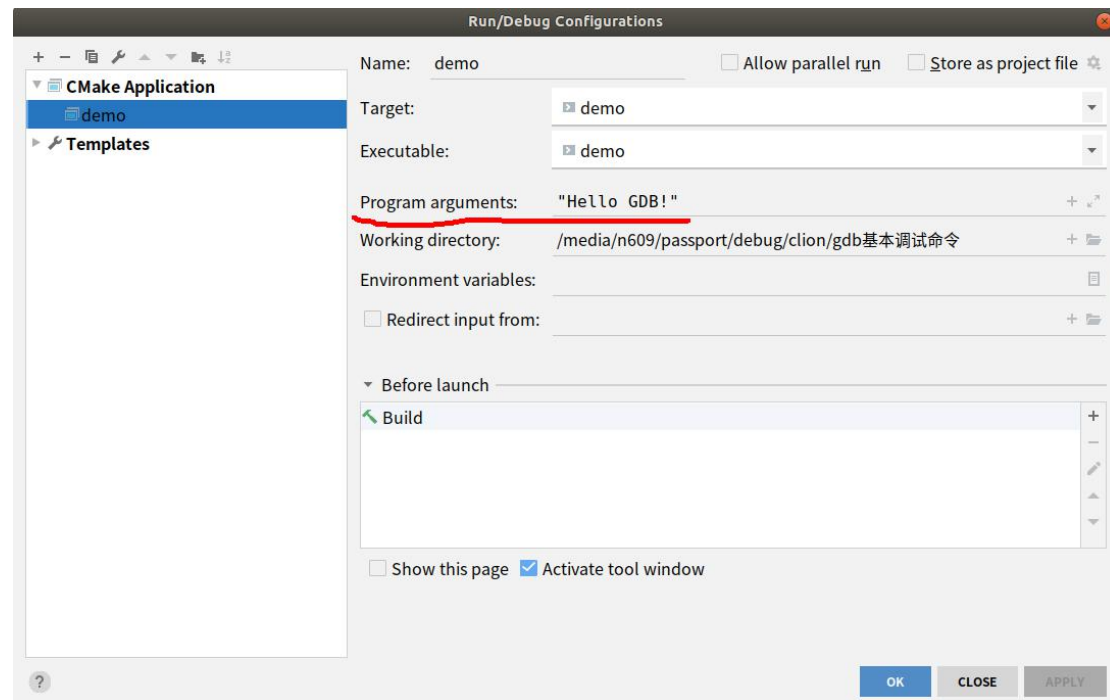 Run/Debug Configurations
Name: demo Allow parallel run Store as project file
CMake Application
demo
Templates
Target: demo
Executable: demo
Program arguments: "Hello GDB!"
Working directory: /media/n609/passport/debug/clion/gdb基本调试命令
Environment variables:
Redirect input from:
Before launch
Build
Show this page Activate tool window
? OK CLOSE APPLY